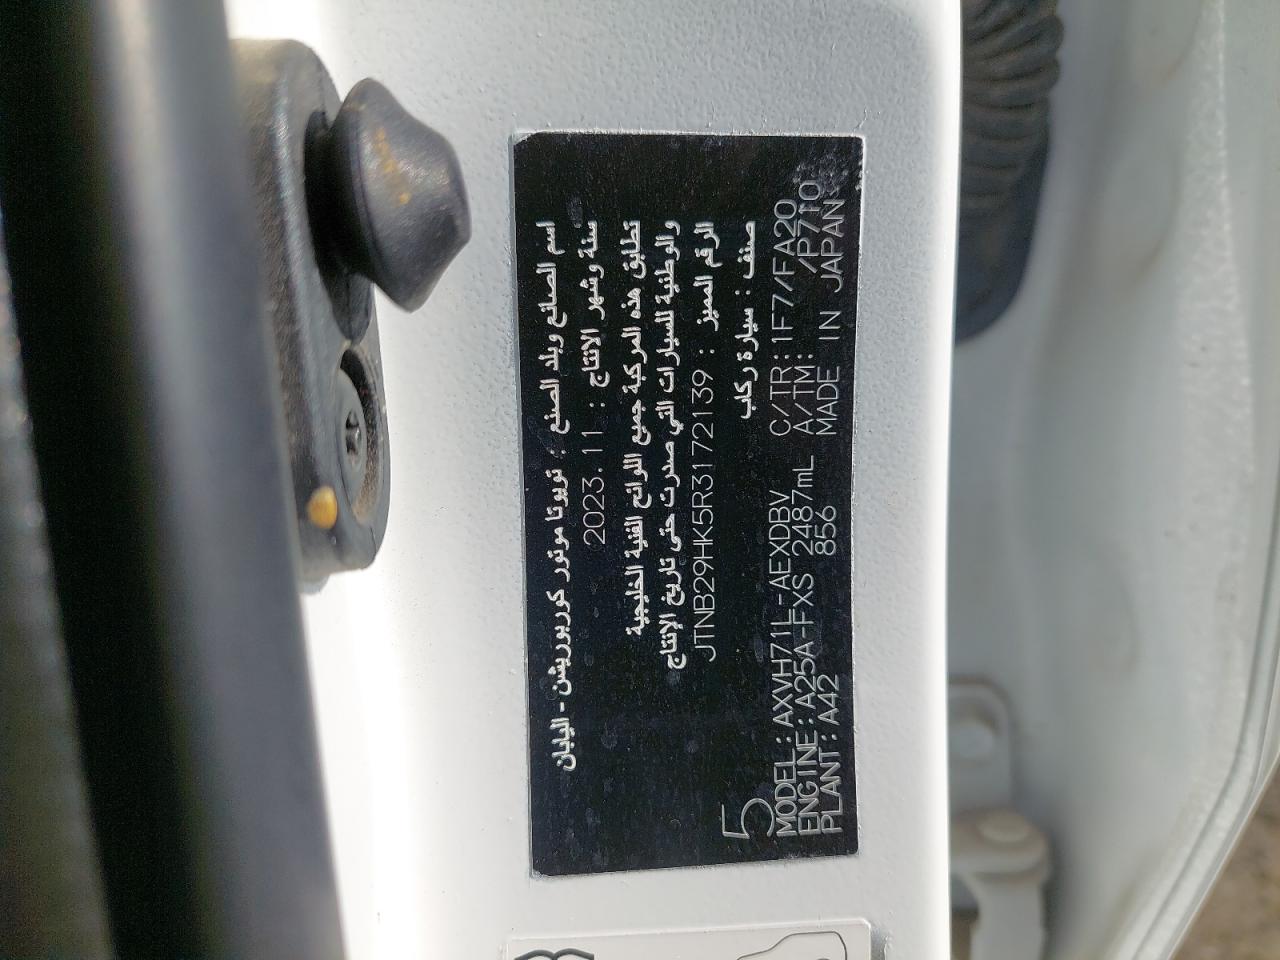 اسم الصانع وبلد الصنع : تويوتا موتور كوربوريشن - اليابان
سنة وشهر الإنتاج : 2023.11
تطابق هذه المركبة جميع اللوائح الفنية الخليجية
والوطنية للسيارات التي صدرت حتى تاريخ الإنتاج
الرقم المميز : JTNB29HK5R3172139
صنف : سيارة ركاب
5
MODEL:AXVH71L-AEXDBV C/TR:1F7/FA20
ENGINE:A25A-FXS 2487mL A/TM: /P710
PLANT:A42 856 MADE IN JAPAN